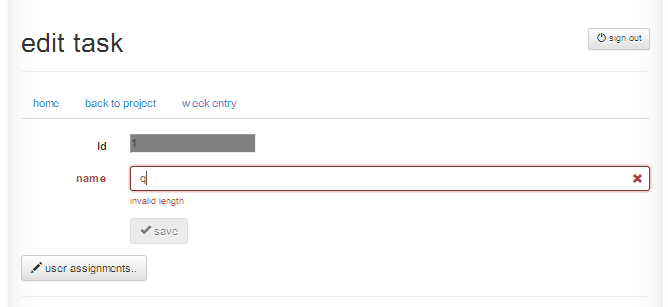 edit task
sign out
home back to project week entry
Id 1
name q
invalid length
save
user assignments..